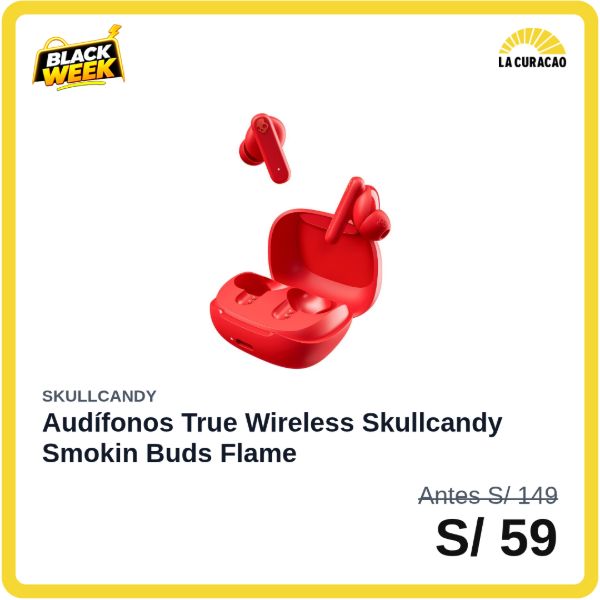 BLACK
WEEK
LA CURACAO
SKULLCANDY
Audífonos True Wireless Skullcandy
Smokin Buds Flame
Antes S/ 149
S/ 59